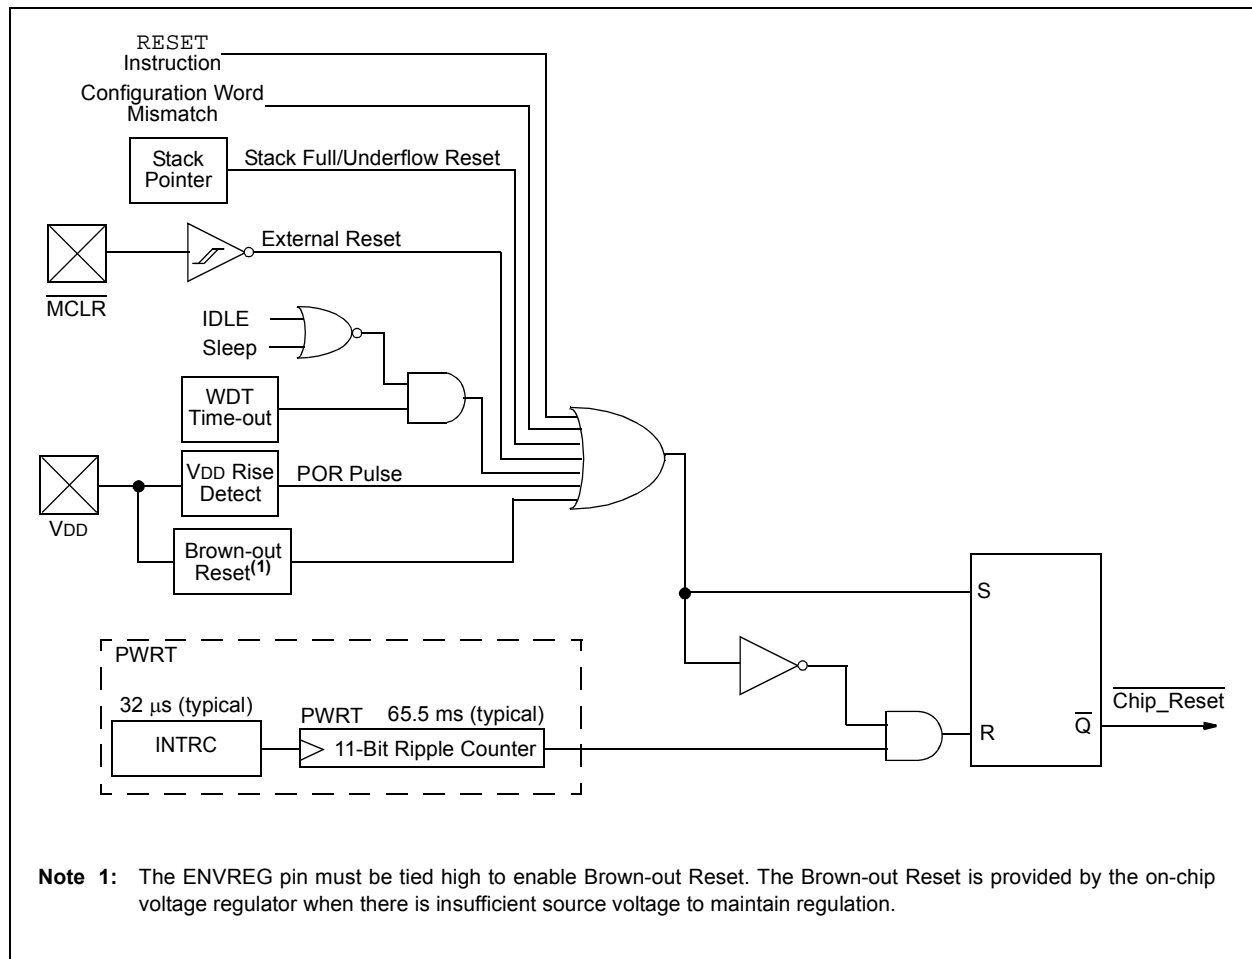 RESET
Instruction
Configuration Word
Mismatch
Stack
Pointer
Stack Full/Underflow Reset
External Reset
MCLR
IDLE
Sleep
WDT
Time-out
VDD Rise
Detect
POR Pulse
VDD
Brown-out
Reset(1)
PWRT
32 μs (typical)
INTRC
PWRT
65.5 ms (typical)
11-Bit Ripple Counter
S
R
Q
Chip_Reset
Note 1: The ENVREG pin must be tied high to enable Brown-out Reset. The Brown-out Reset is provided by the on-chip
voltage regulator when there is insufficient source voltage to maintain regulation.